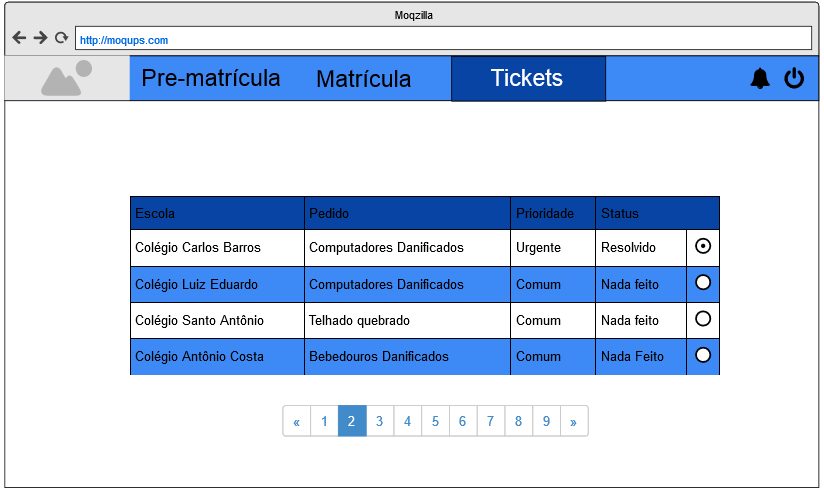 Moqzilla
http://moqups.com
Pre-matrícula Matrícula Tickets
Escola Pedido Prioridade Status
Colégio Carlos Barros Computadores Danificados Urgente Resolvido
Colégio Luiz Eduardo Computadores Danificados Comum Nada feito
Colégio Santo Antônio Telhado quebrado Comum Nada feito
Colégio Antônio Costa Bebedouros Danificados Comum Nada Feito
« 1 2 3 4 5 6 7 8 9 »